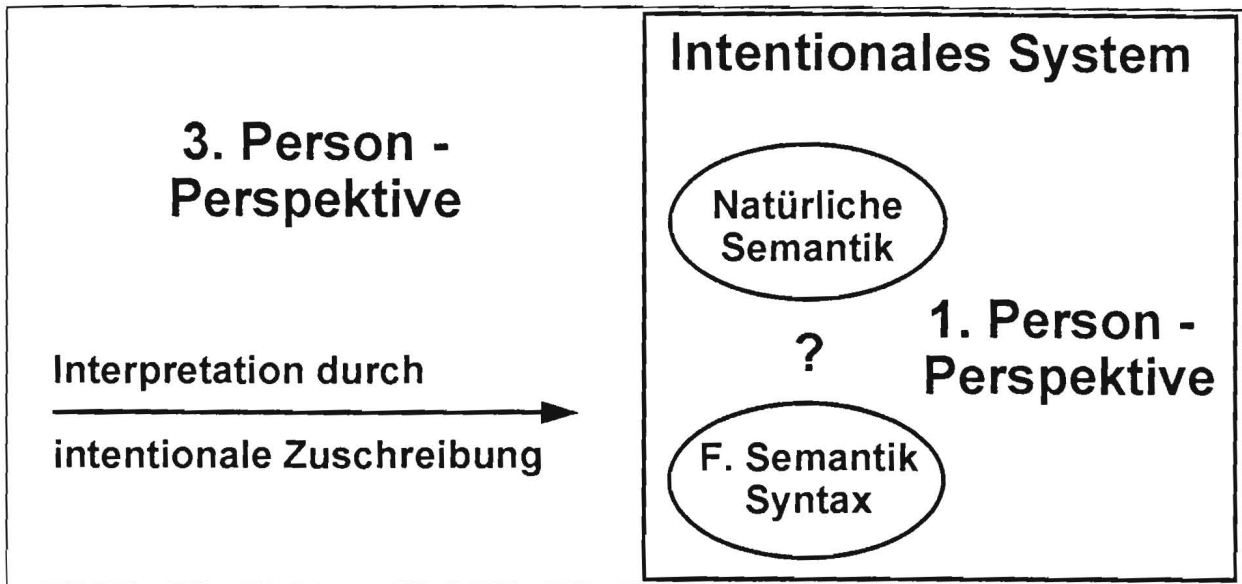 3. Person -
Perspektive
Interpretation durch
intentionale Zuschreibung
Intentionales System
Natürliche
Semantik
?
F. Semantik
Syntax
1. Person -
Perspektive